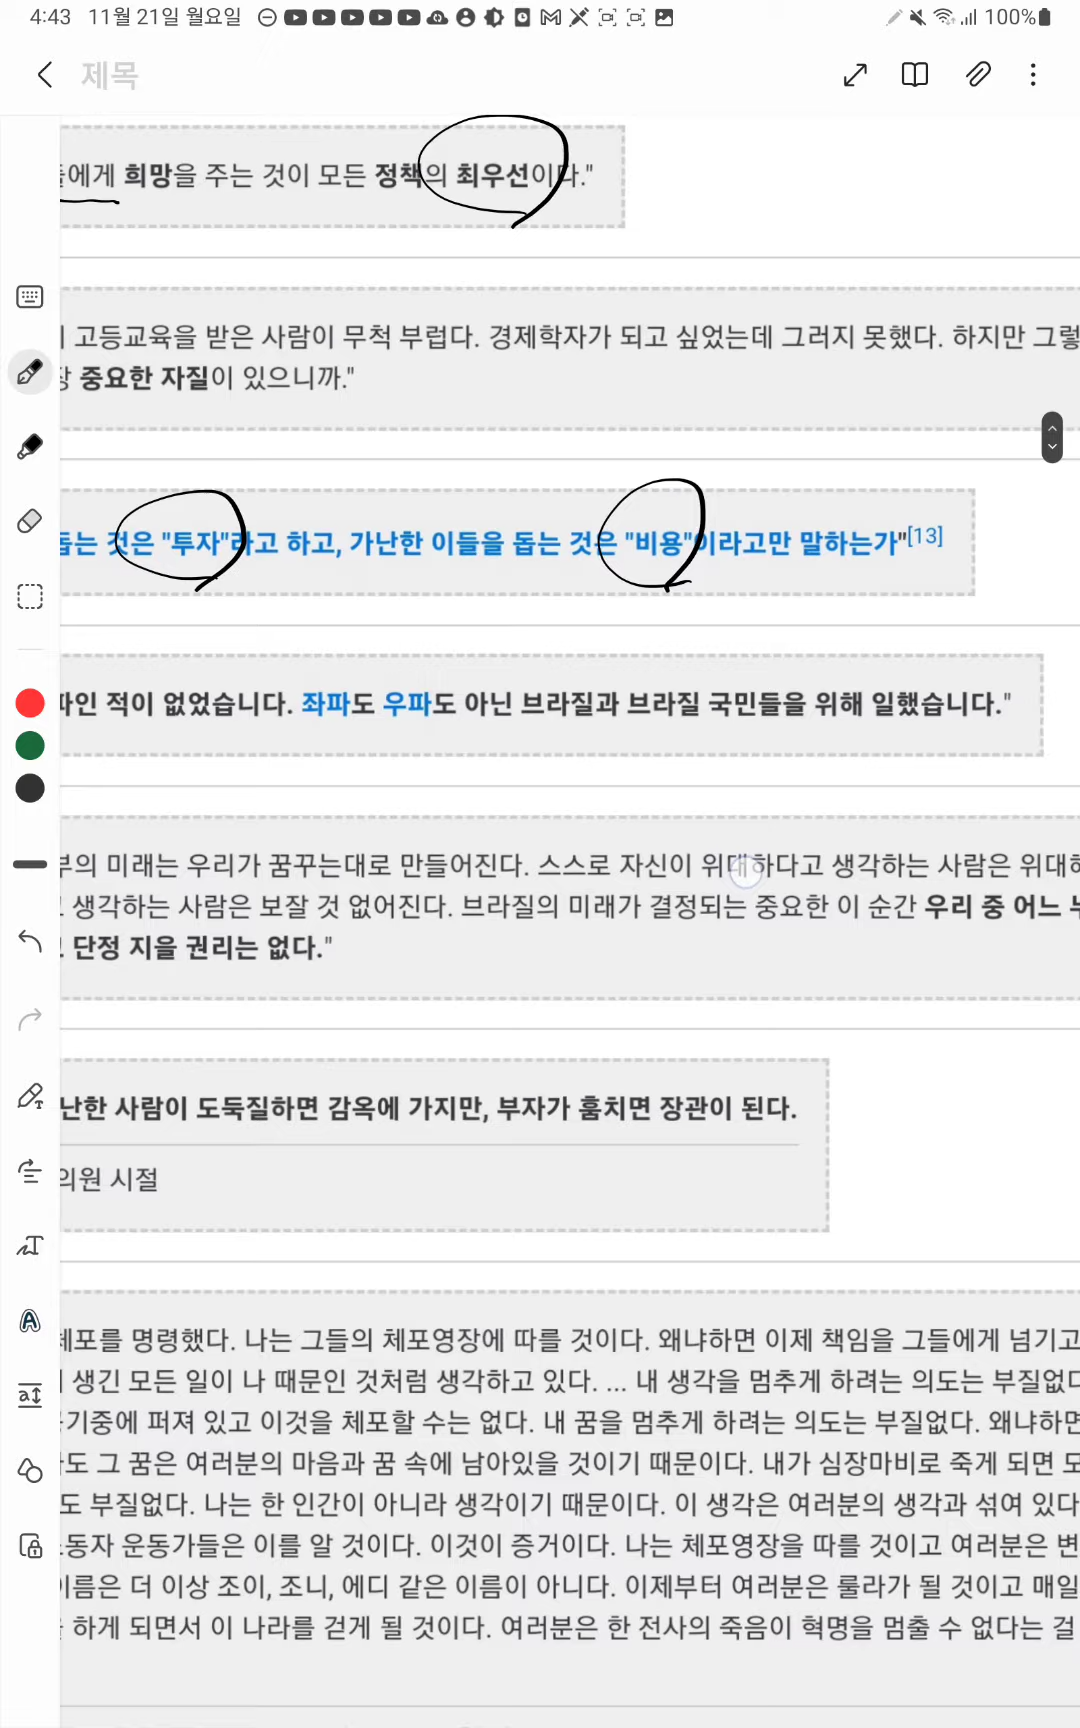 4:43 11월 21일 월요일
100%
제목
들에게 희망을 주는 것이 모든 정책의 최우선이다."
고등교육을 받은 사람이 무척 부럽다. 경제학자가 되고 싶었는데 그러지 못했다. 하지만 그렇
장 중요한 자질이 있으니까."
돕는 것은 "투자"라고 하고, 가난한 이들을 돕는 것은 "비용"이라고만 말하는가"[13]
파인 적이 없었습니다. 좌파도 우파도 아닌 브라질과 브라질 국민들을 위해 일했습니다."
부의 미래는 우리가 꿈꾸는대로 만들어진다. 스스로 자신이 위대하다고 생각하는 사람은 위대해
생각하는 사람은 보잘 것 없어진다. 브라질의 미래가 결정되는 중요한 이 순간 우리 중 어느
단정 지을 권리는 없다."
난한 사람이 도둑질하면 감옥에 가지만, 부자가 훔치면 장관이 된다.
의원 시절
체포를 명령했다. 나는 그들의 체포영장에 따를 것이다. 왜냐하면 이제 책임을 그들에게 넘기고
생긴 모든 일이 나 때문인 것처럼 생각하고 있다. ... 내 생각을 멈추게 하려는 의도는 부질없다
기중에 퍼져 있고 이것을 체포할 수는 없다. 내 꿈을 멈추게 하려는 의도는 부질없다. 왜냐하면
도 그 꿈은 여러분의 마음과 꿈 속에 남아있을 것이기 때문이다. 내가 심장마비로 죽게 되면 모
도 부질없다. 나는 한 인간이 아니라 생각이기 때문이다. 이 생각은 여러분의 생각과 섞여 있다
동자 운동가들은 이를 알 것이다. 이것이 증거이다. 나는 체포영장을 따를 것이고 여러분은 변
이름은 더 이상 조이, 조니, 에디 같은 이름이 아니다. 이제부터 여러분은 룰라가 될 것이고 매일
하게 되면서 이 나라를 걷게 될 것이다. 여러분은 한 전사의 죽음이 혁명을 멈출 수 없다는 걸